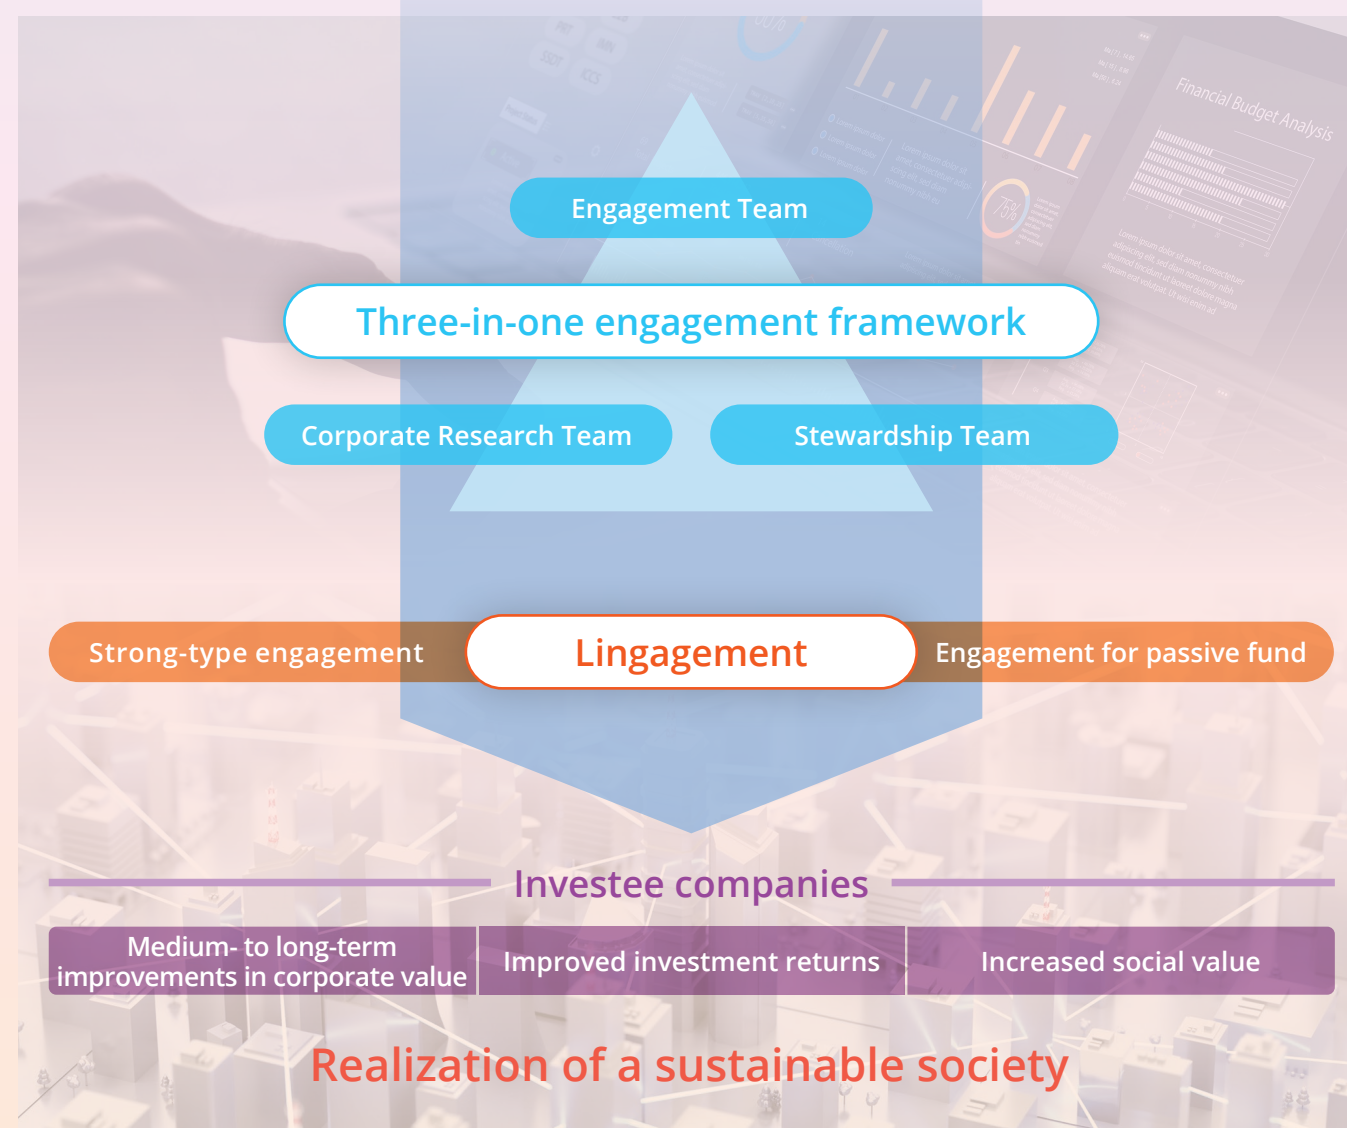 Financial Budget Analysis
75%
Engagement Team
Three-in-one engagement framework
Corporate Research Team
Stewardship Team
Strong-type engagement
Lingagement
Engagement for passive fund
Investee companies
Medium- to long-term
improvements in corporate value
Improved investment returns
Increased social value
Realization of a sustainable society